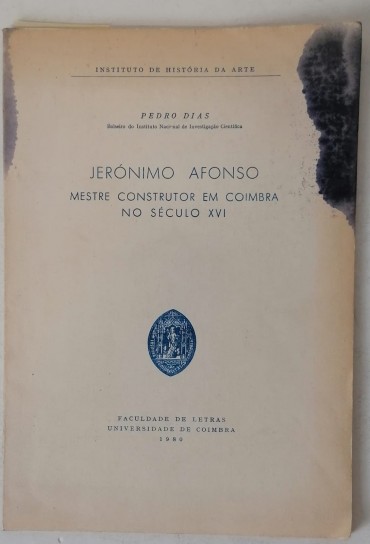 INSTITUTO DE HISTÓRIA DA ARTE
PEDRO DIAS
Bolseiro do Instituto Nacional de Investigação Científica
JERÓNIMO AFONSO
MESTRE CONSTRUTOR EM COIMBRA
NO SÉCULO XVI
FACULDADE DE LETRAS
UNIVERSIDADE DE COIMBRA